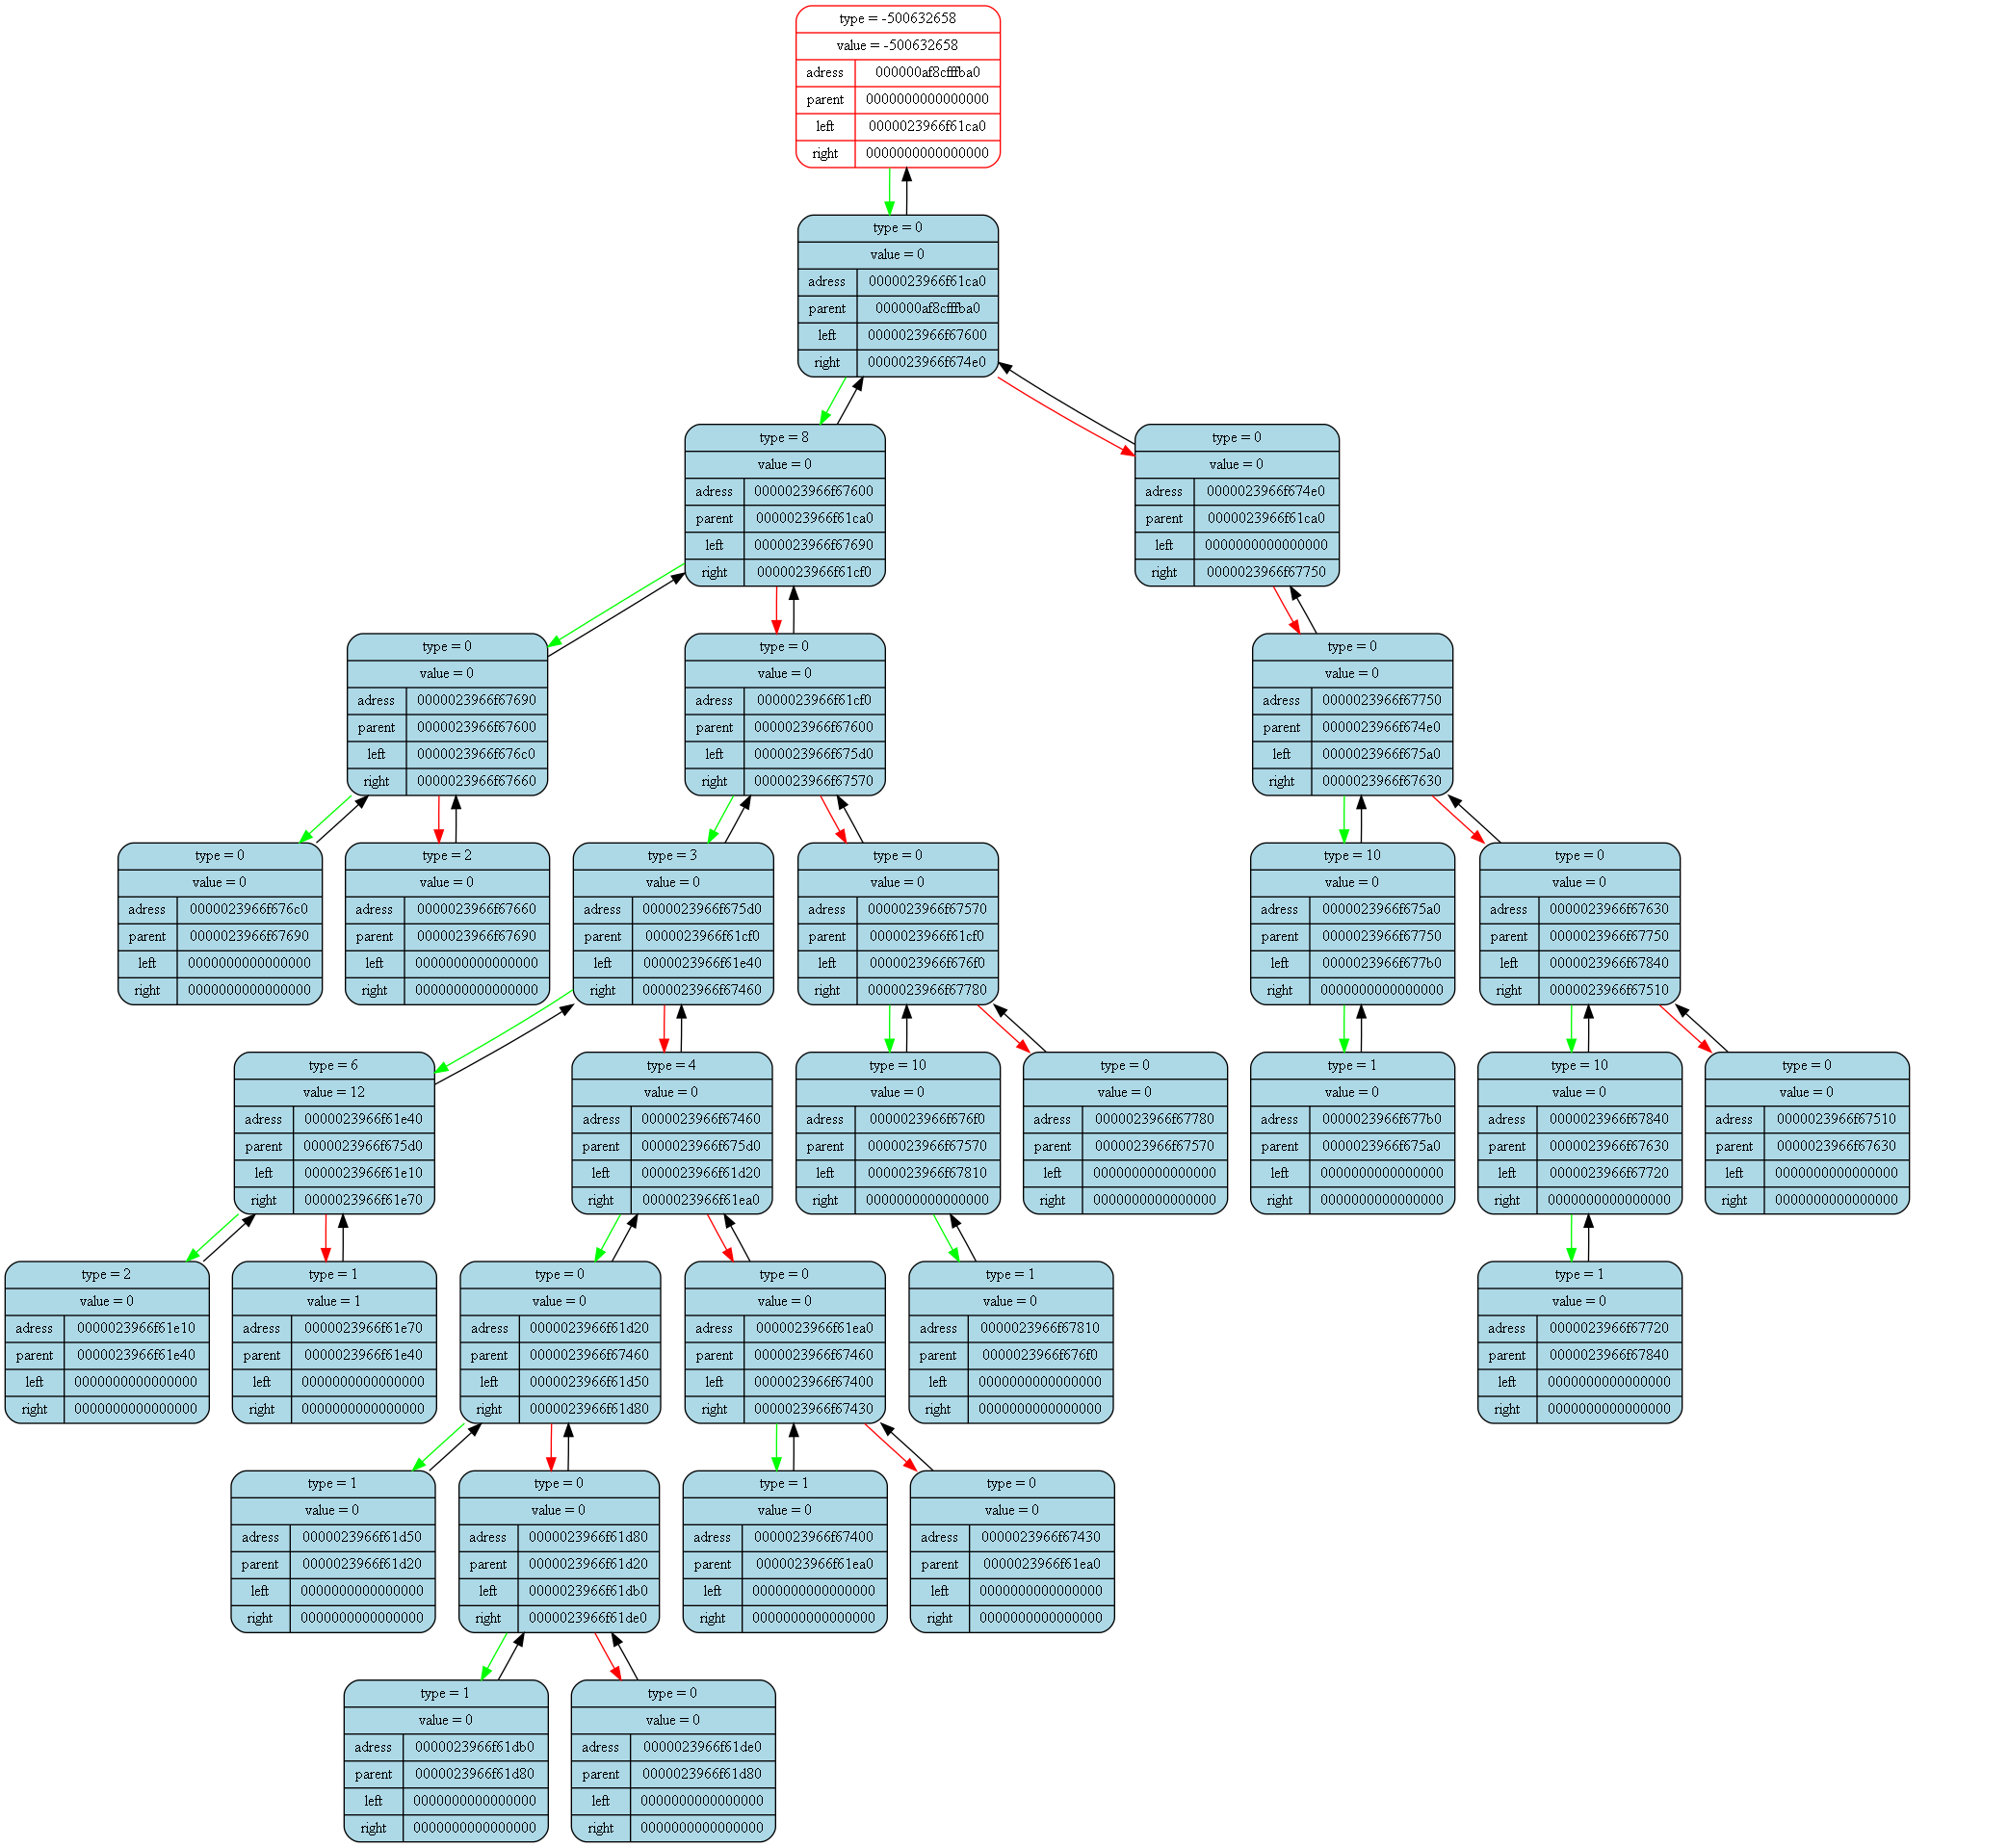 type = -500632658
value = -500632658
adress 000000af8cfffba0
parent 0000000000000000
left 0000023966f61ca0
right 0000000000000000
type = 0
value = 0
adress 0000023966f61ca0
parent 000000af8cfffba0
left 0000023966f67600
right 0000023966f674e0
type = 8
value = 0
adress 0000023966f67600
parent 0000023966f61ca0
left 0000023966f67690
right 0000023966f61cf0
type = 0
value = 0
adress 0000023966f674e0
parent 0000023966f61ca0
left 0000000000000000
right 0000023966f67750
type = 0
value = 0
adress 0000023966f67690
parent 0000023966f67600
left 0000023966f676c0
right 0000023966f67660
type = 0
value = 0
adress 0000023966f61cf0
parent 0000023966f67600
left 0000023966f675d0
right 0000023966f67570
type = 0
value = 0
adress 0000023966f67750
parent 0000023966f674e0
left 0000023966f675a0
right 0000023966f67630
type = 0
value = 0
adress 0000023966f676c0
parent 0000023966f67690
left 0000000000000000
right 0000000000000000
type = 2
value = 0
adress 0000023966f67660
parent 0000023966f67690
left 0000000000000000
right 0000000000000000
type = 3
value = 0
adress 0000023966f675d0
parent 0000023966f61cf0
left 0000023966f61e40
right 0000023966f67460
type = 0
value = 0
adress 0000023966f67570
parent 0000023966f61cf0
left 0000023966f676f0
right 0000023966f67780
type = 10
value = 0
adress 0000023966f675a0
parent 0000023966f67750
left 0000023966f677b0
right 0000000000000000
type = 0
value = 0
adress 0000023966f67630
parent 0000023966f67750
left 0000023966f67840
right 0000023966f67510
type = 6
value = 12
adress 0000023966f61e40
parent 0000023966f675d0
left 0000023966f61e10
right 0000023966f61e70
type = 4
value = 0
adress 0000023966f67460
parent 0000023966f675d0
left 0000023966f61d20
right 0000023966f61ea0
type = 10
value = 0
adress 0000023966f676f0
parent 0000023966f67570
left 0000023966f67810
right 0000000000000000
type = 0
value = 0
adress 0000023966f67780
parent 0000023966f67570
left 0000000000000000
right 0000000000000000
type = 1
value = 0
adress 0000023966f677b0
parent 0000023966f675a0
left 0000000000000000
right 0000000000000000
type = 10
value = 0
adress 0000023966f67840
parent 0000023966f67630
left 0000023966f67720
right 0000000000000000
type = 0
value = 0
adress 0000023966f67510
parent 0000023966f67630
left 0000000000000000
right 0000000000000000
type = 2
value = 0
adress 0000023966f61e10
parent 0000023966f61e40
left 0000000000000000
right 0000000000000000
type = 1
value = 1
adress 0000023966f61e70
parent 0000023966f61e40
left 0000000000000000
right 0000000000000000
type = 0
value = 0
adress 0000023966f61d20
parent 0000023966f67460
left 0000023966f61d50
right 0000023966f61d80
type = 0
value = 0
adress 0000023966f61ea0
parent 0000023966f67460
left 0000023966f67400
right 0000023966f67430
type = 1
value = 0
adress 0000023966f67810
parent 0000023966f676f0
left 0000000000000000
right 0000000000000000
type = 1
value = 0
adress 0000023966f67720
parent 0000023966f67840
left 0000000000000000
right 0000000000000000
type = 1
value = 0
adress 0000023966f61d50
parent 0000023966f61d20
left 0000000000000000
right 0000000000000000
type = 0
value = 0
adress 0000023966f61d80
parent 0000023966f61d20
left 0000023966f61db0
right 0000023966f61de0
type = 1
value = 0
adress 0000023966f67400
parent 0000023966f61ea0
left 0000000000000000
right 0000000000000000
type = 0
value = 0
adress 0000023966f67430
parent 0000023966f61ea0
left 0000000000000000
right 0000000000000000
type = 1
value = 0
adress 0000023966f61db0
parent 0000023966f61d80
left 0000000000000000
right 0000000000000000
type = 0
value = 0
adress 0000023966f61de0
parent 0000023966f61d80
left 0000000000000000
right 0000000000000000